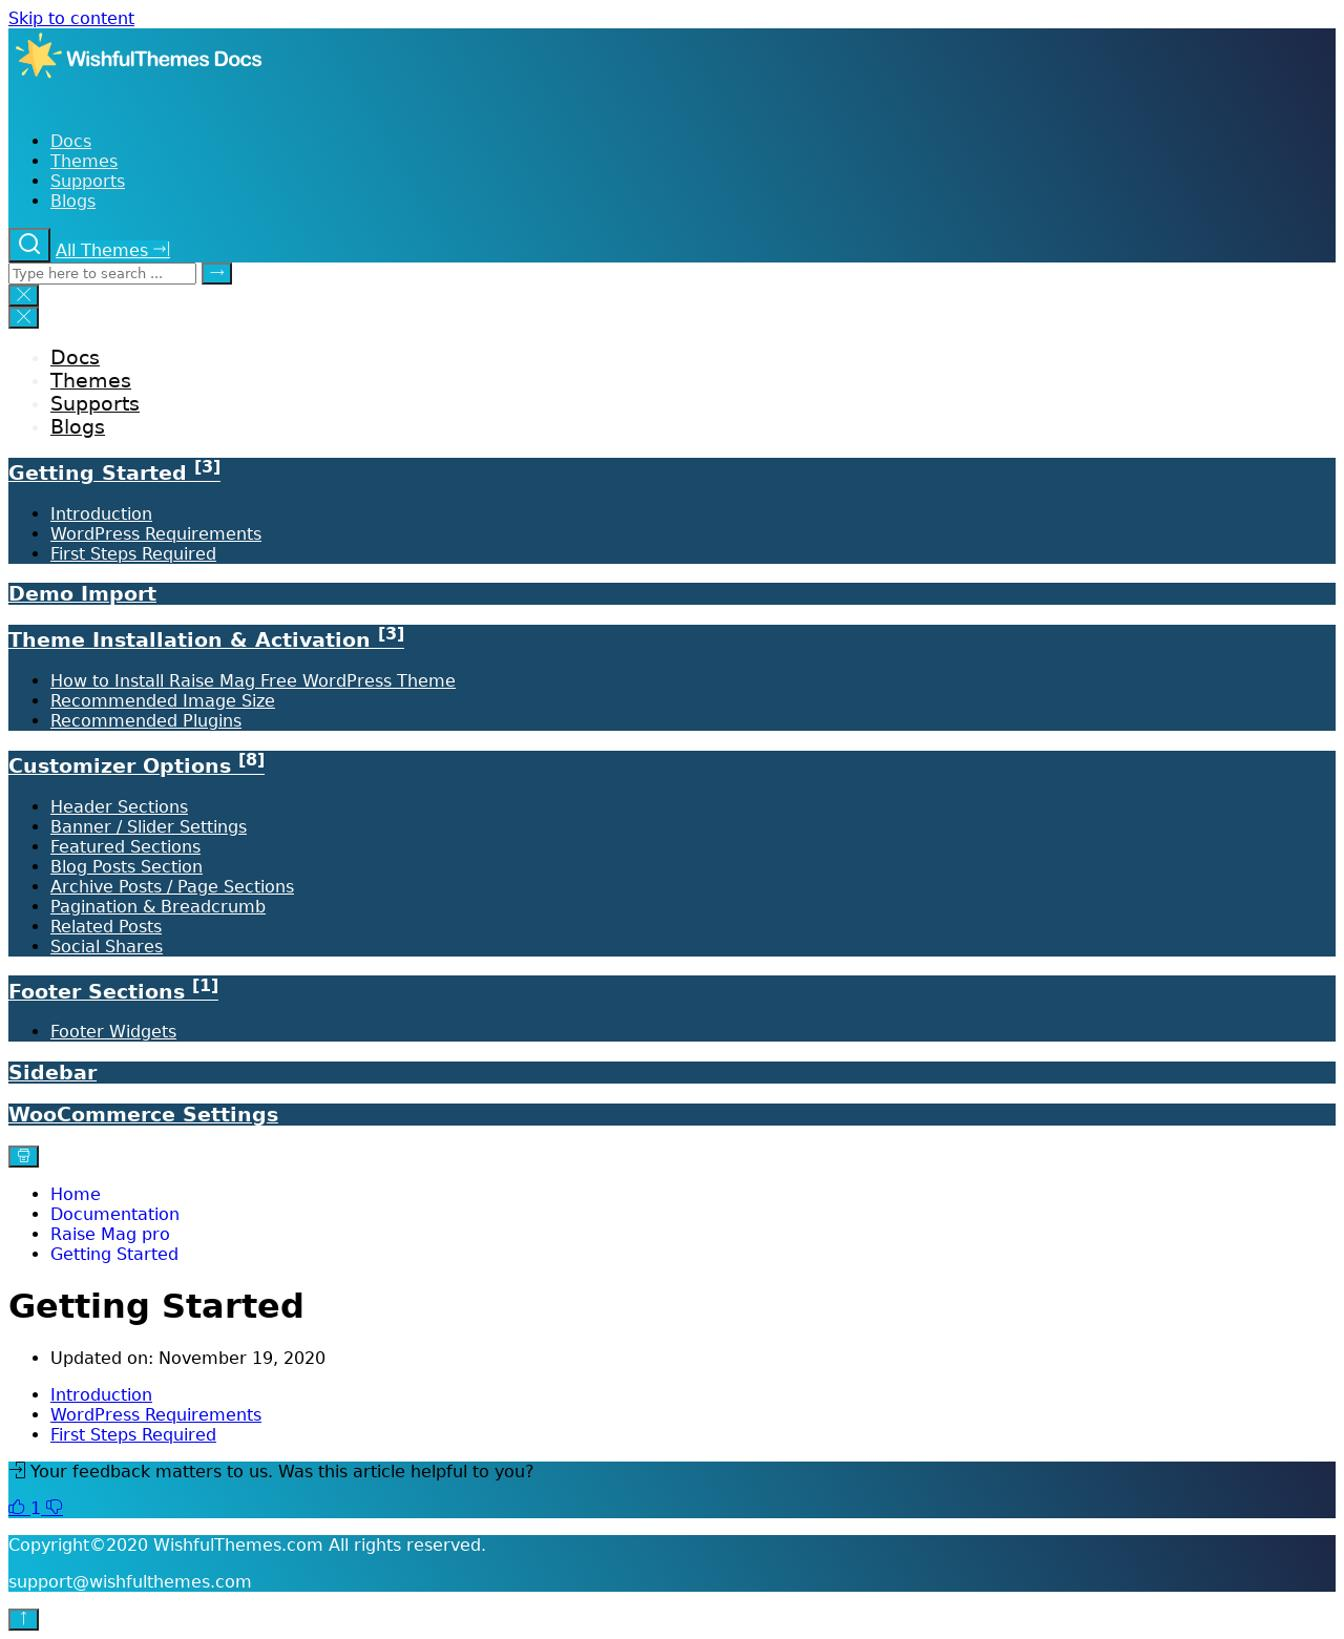 Skip to content
WishfulThemes Docs
Docs
Themes
Supports
Blogs
All Themes
Type here to search ...
Docs
Themes
Supports
Blogs
Getting Started [3]
Introduction
WordPress Requirements
First Steps Required
Demo Import
Theme Installation & Activation [3]
How to Install Raise Mag Free WordPress Theme
Recommended Image Size
Recommended Plugins
Customizer Options [8]
Header Sections
Banner / Slider Settings
Featured Sections
Blog Posts Section
Archive Posts / Page Sections
Pagination & Breadcrumb
Related Posts
Social Shares
Footer Sections [1]
Footer Widgets
Sidebar
WooCommerce Settings
Home
Documentation
Raise Mag pro
Getting Started
Getting Started
Updated on: November 19, 2020
Introduction
WordPress Requirements
First Steps Required
Your feedback matters to us. Was this article helpful to you?
1
Copyright©2020 WishfulThemes.com All rights reserved.
support@wishfulthemes.com